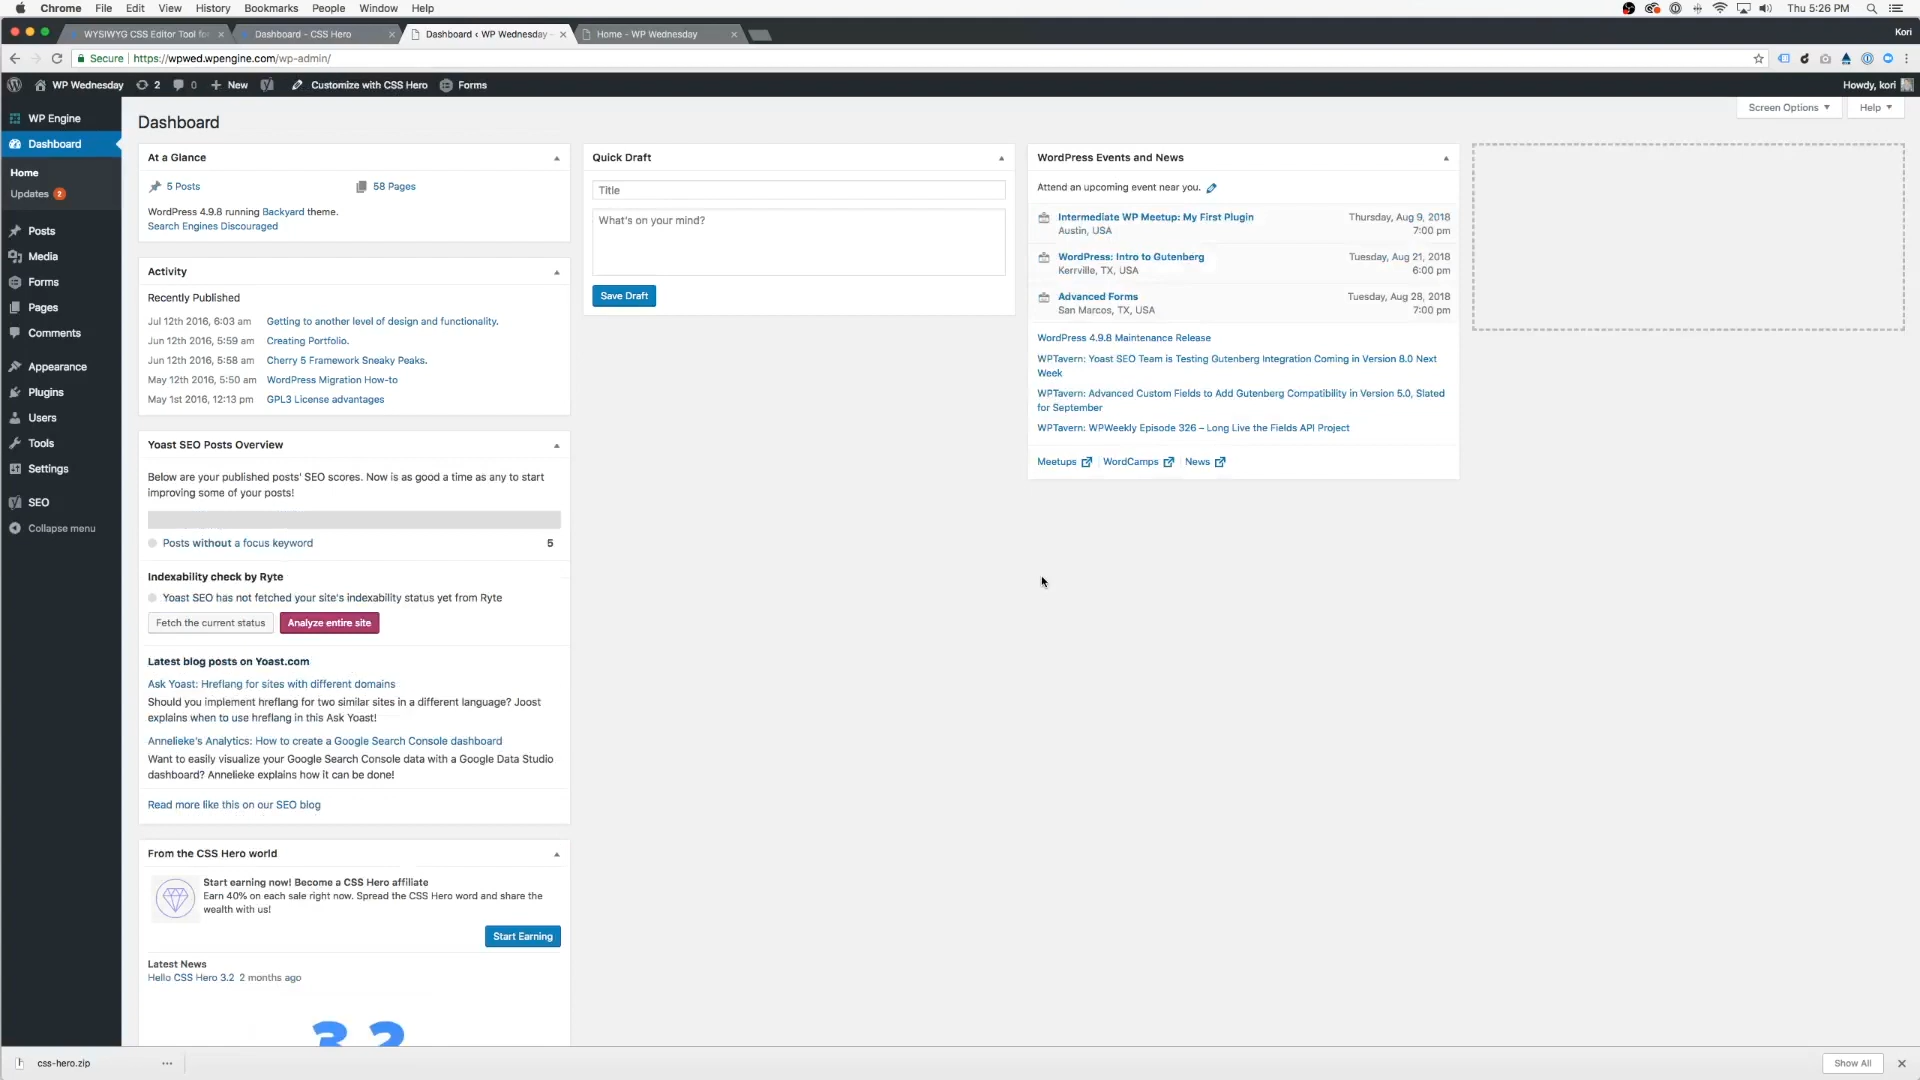 Chrome File Edit View History Bookmarks People Window Help Thu 5:26 PM
WYSIWYG CSS Editor Tool fo Dashboard - CSS Hero Dashboard ‹ WP Wednesday - Home - WP Wednesday Kori
Secure https://wpwed.wpengine.com/wp-admin/
WP Wednesday 2 0 New Customize with CSS Hero Forms Howdy, kori
Screen Options Help
WP Engine
Dashboard
Home
Updates 2
Posts
Media
Forms
Pages
Comments
Appearance
Plugins
Users
Tools
Settings
SEO
Collapse menu
Dashboard
At a Glance
5 Posts 58 Pages
WordPress 4.9.8 running Backyard theme.
Search Engines Discouraged
Activity
Recently Published
Jul 12th 2016, 6:03 am Getting to another level of design and functionality.
Jun 12th 2016, 5:59 am Creating Portfolio.
Jun 12th 2016, 5:58 am Cherry 5 Framework Sneaky Peaks.
May 12th 2016, 5:50 am WordPress Migration How-to
May 1st 2016, 12:13 pm GPL3 License advantages
Yoast SEO Posts Overview
Below are your published posts' SEO scores. Now is as good a time as any to start
improving some of your posts!
Posts without a focus keyword 5
Indexability check by Ryte
Yoast SEO has not fetched your site's indexability status yet from Ryte
Fetch the current status Analyze entire site
Latest blog posts on Yoast.com
Ask Yoast: Hreflang for sites with different domains
Should you implement hreflang for two similar sites in a different language? Joost
explains when to use hreflang in this Ask Yoast!
Annelieke's Analytics: How to create a Google Search Console dashboard
Want to easily visualize your Google Search Console data with a Google Data Studio
dashboard? Annelieke explains how it can be done!
Read more like this on our SEO blog
From the CSS Hero world
Start earning now! Become a CSS Hero affiliate
Earn 40% on each sale right now. Spread the CSS Hero word and share the
wealth with us!
Start Earning
Latest News
Hello CSS Hero 3.2 2 months ago
3.2
Quick Draft
Title
What's on your mind?
Save Draft
WordPress Events and News
Attend an upcoming event near you.
Intermediate WP Meetup: My First Plugin Thursday, Aug 9, 2018
Austin, USA 7:00 pm
WordPress: Intro to Gutenberg Tuesday, Aug 21, 2018
Kerrville, TX, USA 6:00 pm
Advanced Forms Tuesday, Aug 28, 2018
San Marcos, TX, USA 7:00 pm
WordPress 4.9.8 Maintenance Release
WPTavern: Yoast SEO Team is Testing Gutenberg Integration Coming in Version 8.0 Next
Week
WPTavern: Advanced Custom Fields to Add Gutenberg Compatibility in Version 5.0, Slated
for September
WPTavern: WPWeekly Episode 326 – Long Live the Fields API Project
Meetups WordCamps News
css-hero.zip Show All